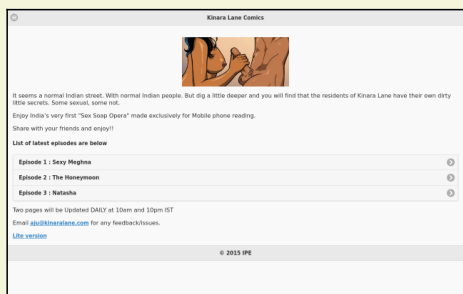 Kinara Lane Comics
It seems a normal Indian street. With normal Indian people. But dig a little deeper and you will find that the residents of Kinara Lane have their own dirty
little secrets. Some sexual, some not.
Enjoy India's very first "Sex Soap Opera" made exclusively for Mobile phone reading.
Share with your friends and enjoy!!
List of latest episodes are below
Episode 1 : Sexy Meghna
Episode 2 : The Honeymoon
Episode 3 : Natasha
Two pages will be Updated DAILY at 10am and 10pm IST
Email aju@kinaralane.com for any feedback/issues.
Lite version
© 2015 IPE